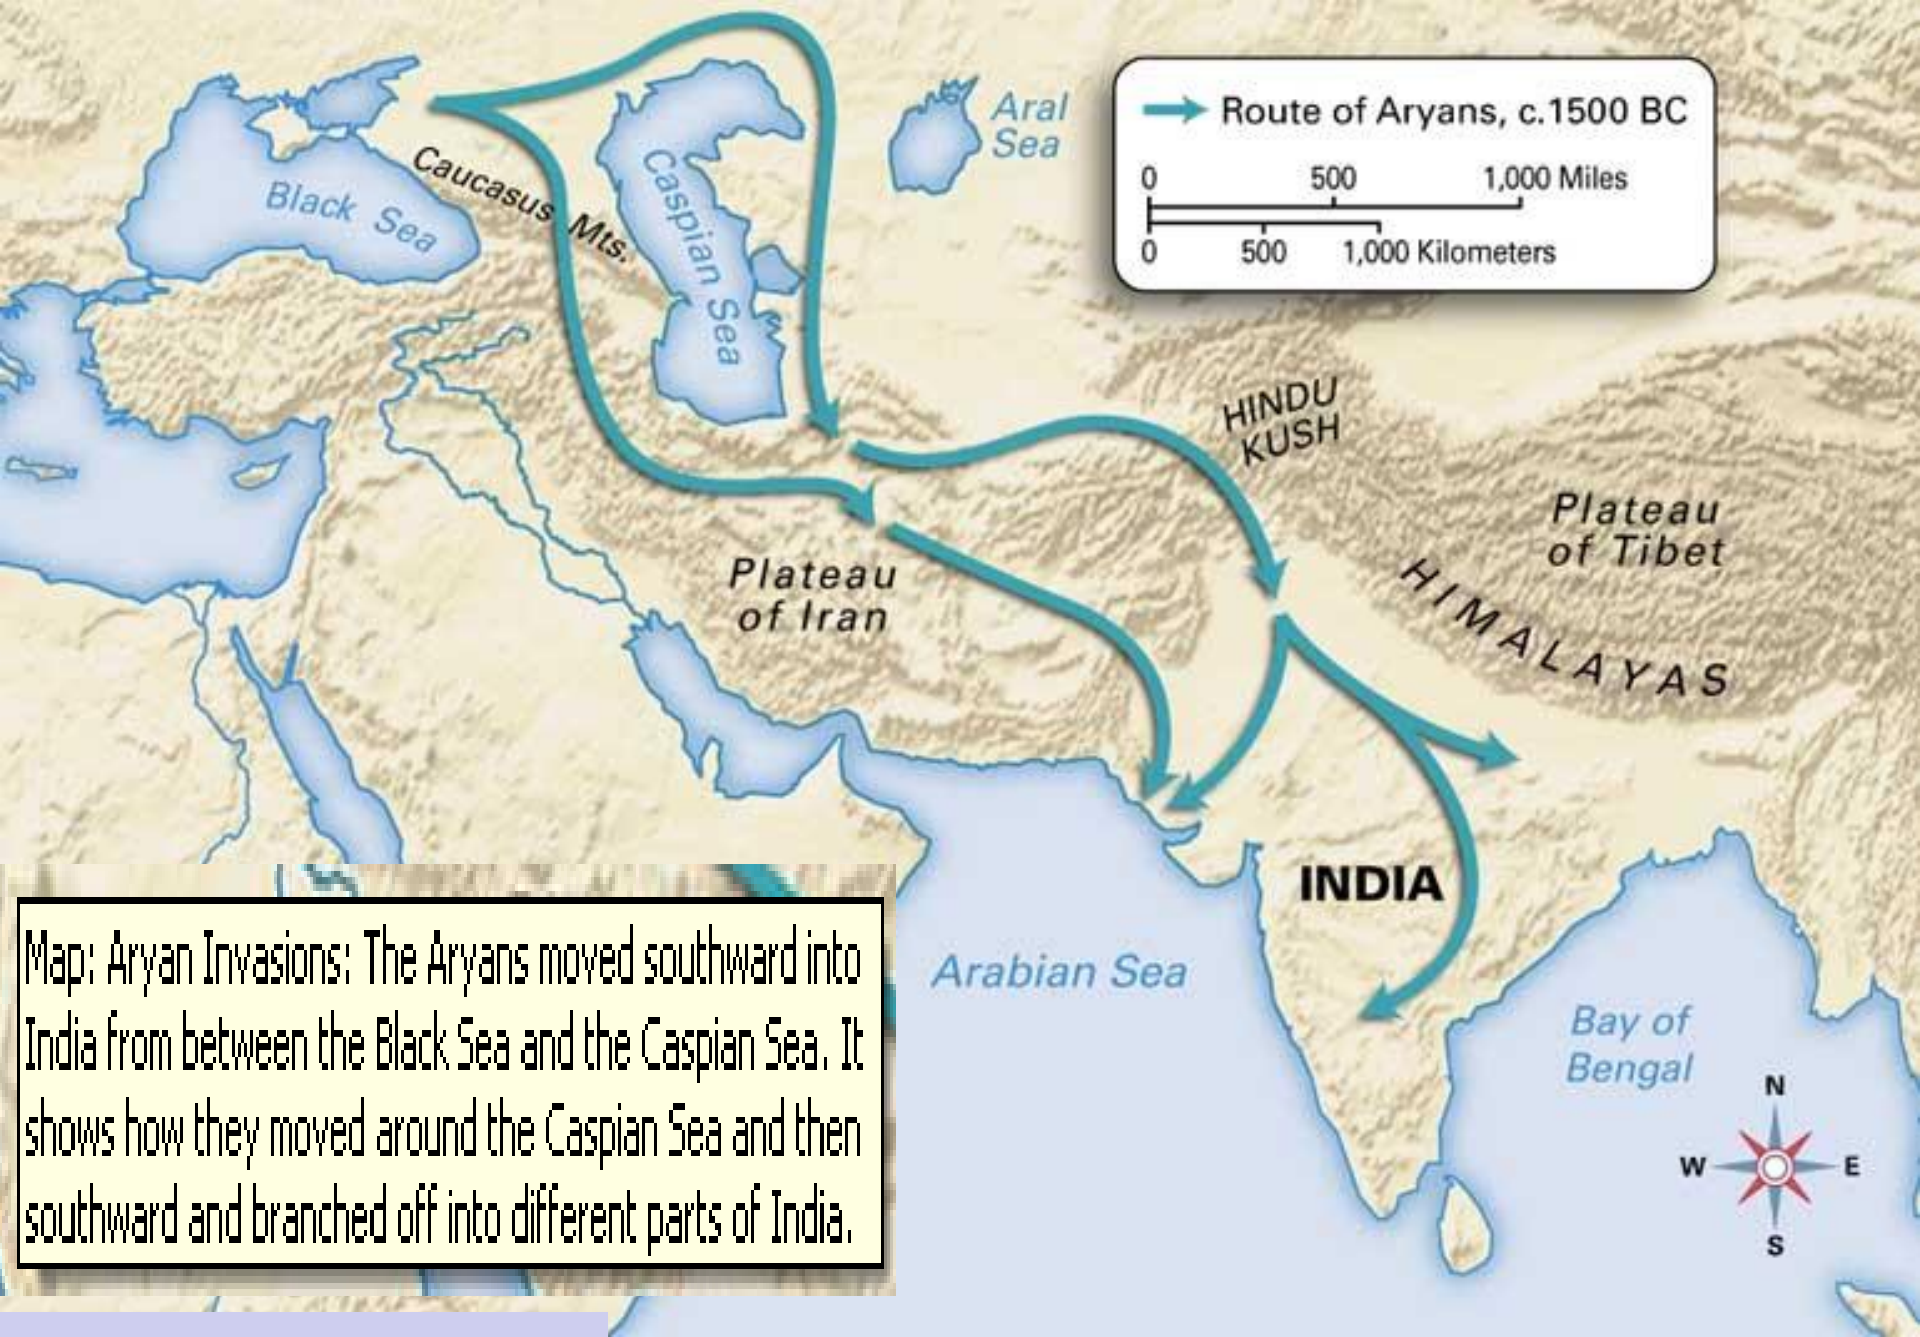 Aral
Sea
Route of Aryans, c.1500 BC
0 500 1,000 Miles
0 500 1,000 Kilometers
Black Sea
Caucasus Mts.
Caspian Sea
HINDU
KUSH
Plateau
of Tibet
HIMALAYAS
Plateau
of Iran
INDIA
Arabian Sea
Bay of
Bengal
N
W E
S
Map: Aryan Invasions: The Aryans moved southward into
India from between the Black Sea and the Caspian Sea. It
shows how they moved around the Caspian Sea and then
southward and branched off into different parts of India.